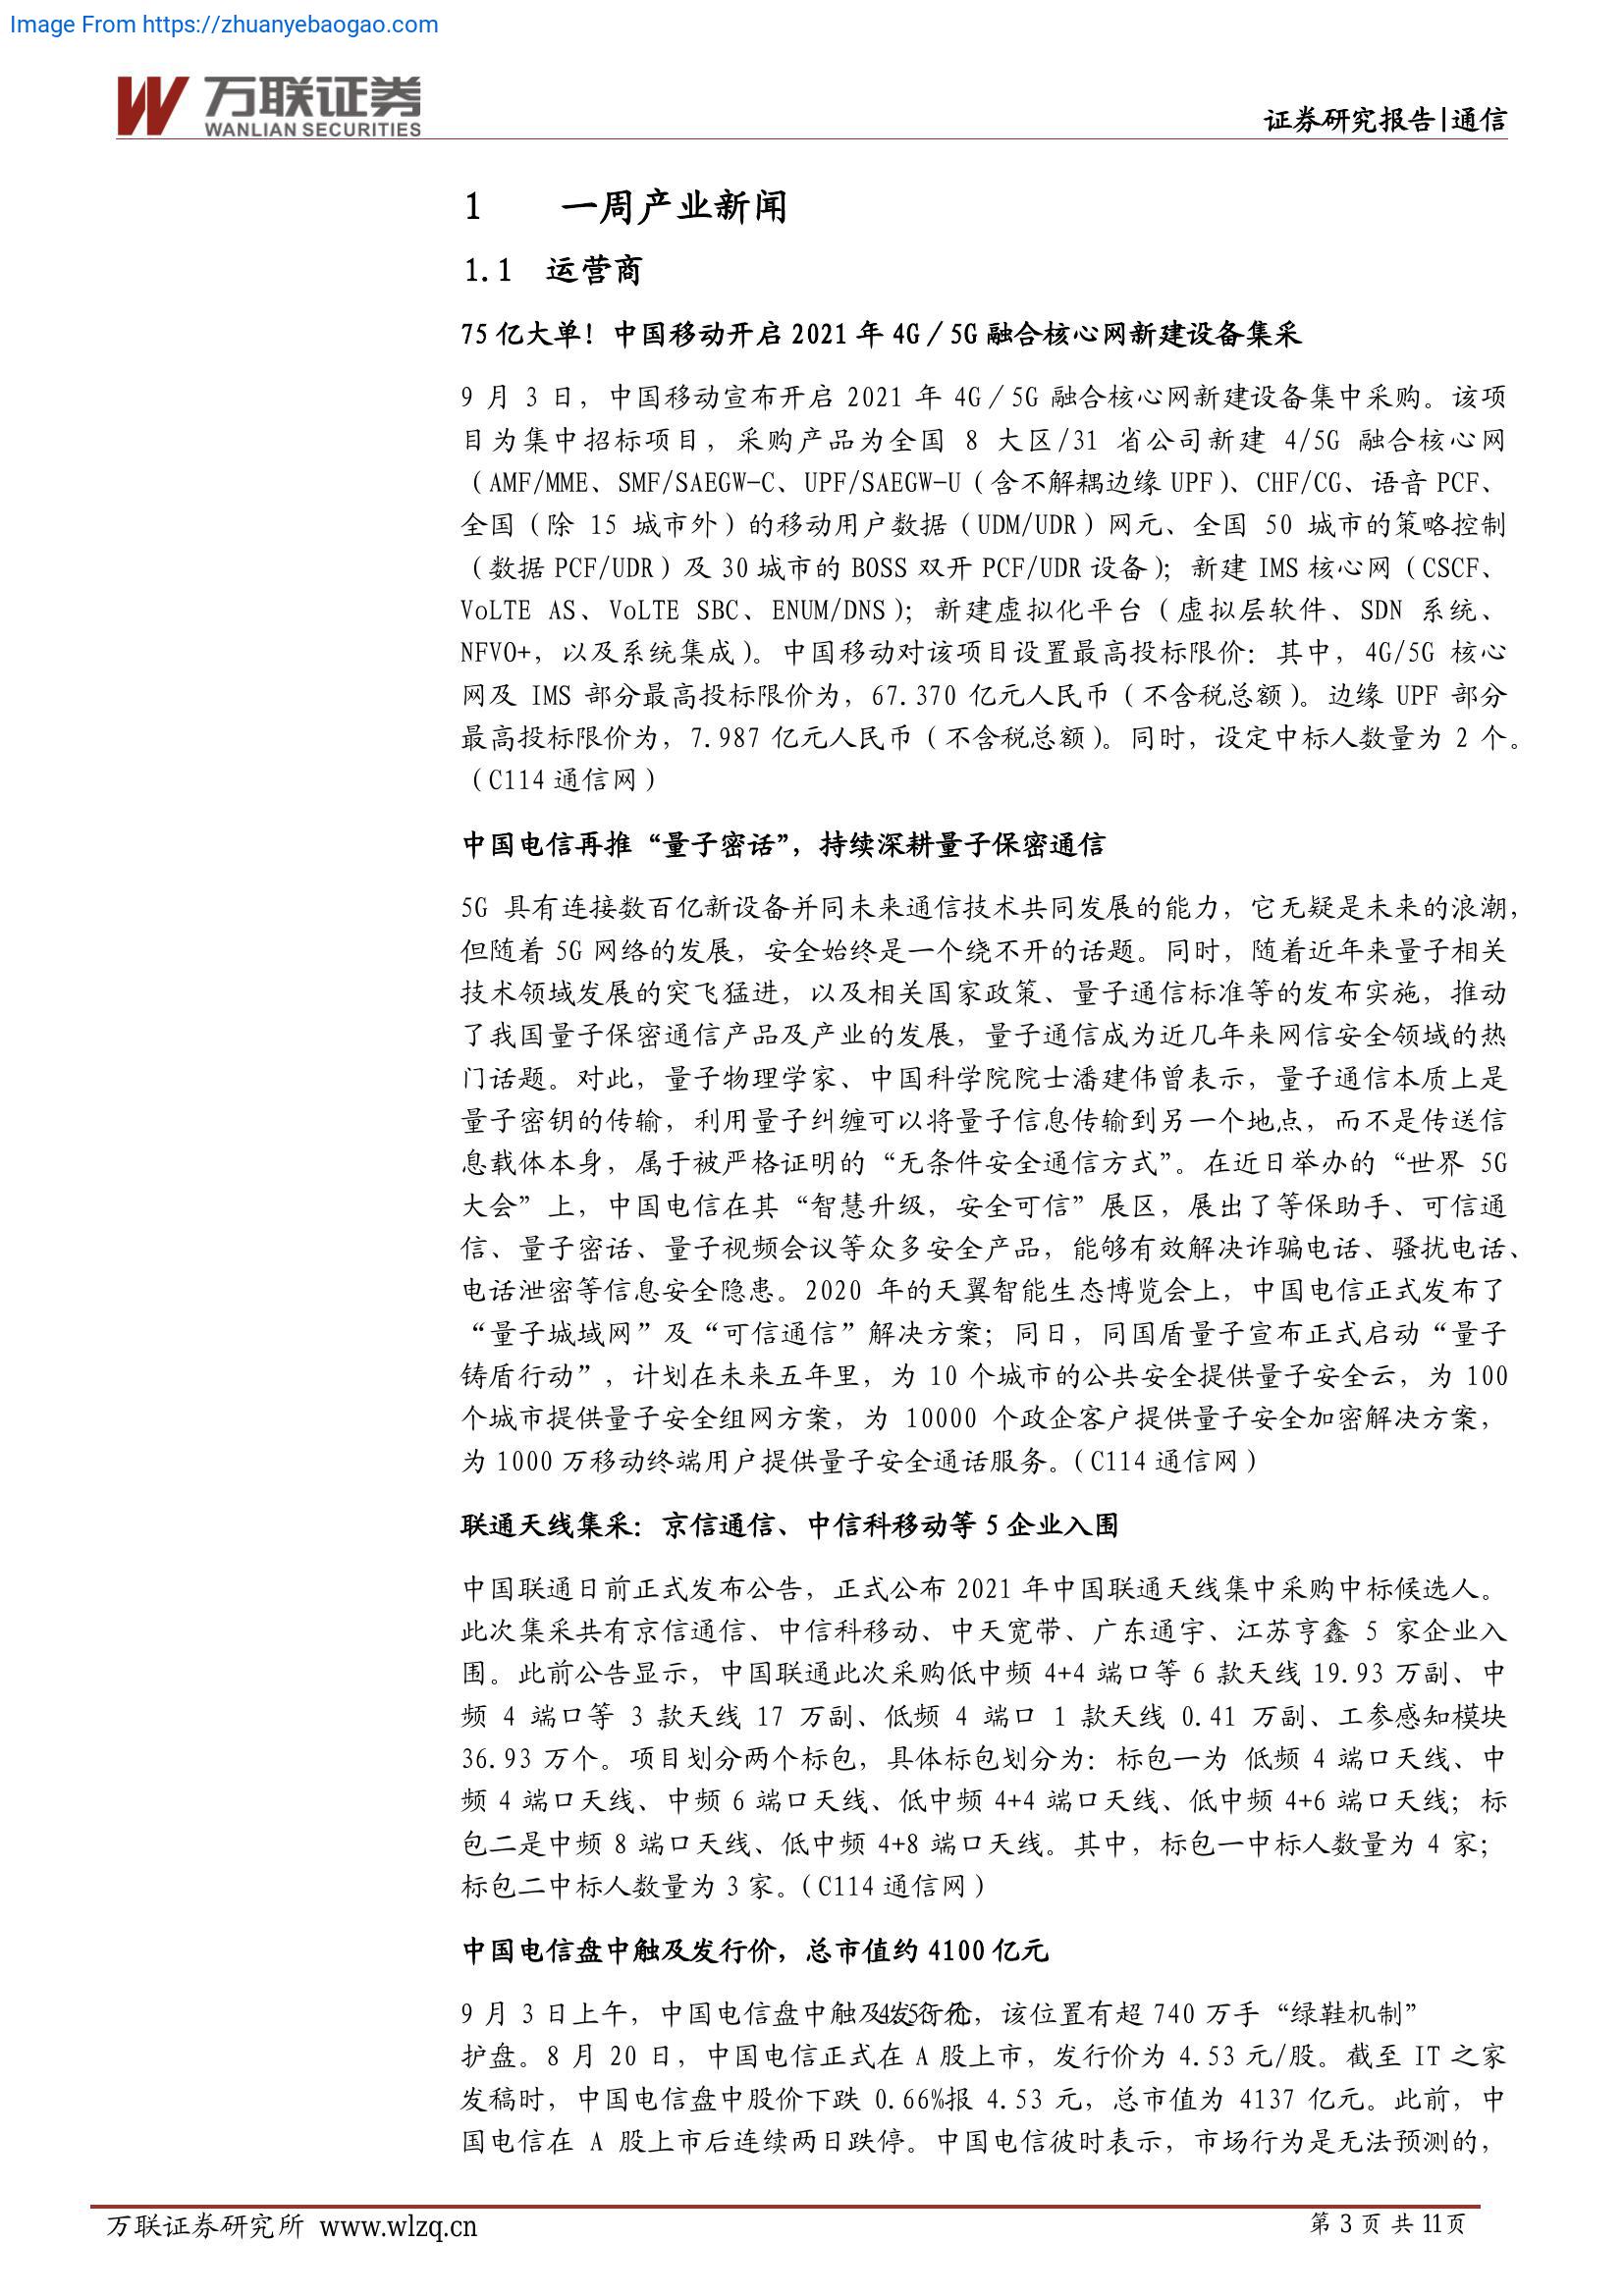 Image From https://zhuanyebaogao.com
万联证券
WANLIAN SECURITIES
证券研究报告|通信
1 一周产业新闻
1.1 运营商
75 亿大单！中国移动开启 2021 年 4G／5G 融合核心网新建设备集采
9 月 3 日，中国移动宣布开启 2021 年 4G／5G 融合核心网新建设备集中采购。该项
目为集中招标项目，采购产品为全国 8 大区/31 省公司新建 4/5G 融合核心网
（AMF/MME、SMF/SAEGW-C、UPF/SAEGW-U（含不解耦边缘 UPF）、CHF/CG、语音 PCF、
全国（除 15 城市外）的移动用户数据（UDM/UDR）网元、全国 50 城市的策略控制
（数据 PCF/UDR）及 30 城市的 BOSS 双开 PCF/UDR 设备）；新建 IMS 核心网（CSCF、
VoLTE AS、VoLTE SBC、ENUM/DNS）；新建虚拟化平台（虚拟层软件、SDN 系统、
NFVO+，以及系统集成）。中国移动对该项目设置最高投标限价：其中，4G/5G 核心
网及 IMS 部分最高投标限价为，67.370 亿元人民币（不含税总额）。边缘 UPF 部分
最高投标限价为，7.987 亿元人民币（不含税总额）。同时，设定中标人数量为 2 个。
（C114 通信网）
中国电信再推“量子密话”，持续深耕量子保密通信
5G 具有连接数百亿新设备并同未来通信技术共同发展的能力，它无疑是未来的浪潮，
但随着 5G 网络的发展，安全始终是一个绕不开的话题。同时，随着近年来量子相关
技术领域发展的突飞猛进，以及相关国家政策、量子通信标准等的发布实施，推动
了我国量子保密通信产品及产业的发展，量子通信成为近几年来网信安全领域的热
门话题。对此，量子物理学家、中国科学院院士潘建伟曾表示，量子通信本质上是
量子密钥的传输，利用量子纠缠可以将量子信息传输到另一个地点，而不是传送信
息载体本身，属于被严格证明的“无条件安全通信方式”。在近日举办的“世界 5G
大会”上，中国电信在其“智慧升级，安全可信”展区，展出了等保助手、可信通
信、量子密话、量子视频会议等众多安全产品，能够有效解决诈骗电话、骚扰电话、
电话泄密等信息安全隐患。2020 年的天翼智能生态博览会上，中国电信正式发布了
“量子城域网”及“可信通信”解决方案；同日，同国盾量子宣布正式启动“量子
铸盾行动”，计划在未来五年里，为 10 个城市的公共安全提供量子安全云，为 100
个城市提供量子安全组网方案，为 10000 个政企客户提供量子安全加密解决方案，
为 1000 万移动终端用户提供量子安全通话服务。（C114 通信网）
联通天线集采：京信通信、中信科移动等 5 企业入围
中国联通日前正式发布公告，正式公布 2021 年中国联通天线集中采购中标候选人。
此次集采共有京信通信、中信科移动、中天宽带、广东通宇、江苏亨鑫 5 家企业入
围。此前公告显示，中国联通此次采购低中频 4+4 端口等 6 款天线 19.93 万副、中
频 4 端口等 3 款天线 17 万副、低频 4 端口 1 款天线 0.41 万副、工参感知模块
36.93 万个。项目划分两个标包，具体标包划分为：标包一为 低频 4 端口天线、中
频 4 端口天线、中频 6 端口天线、低中频 4+4 端口天线、低中频 4+6 端口天线；标
包二是中频 8 端口天线、低中频 4+8 端口天线。其中，标包一中标人数量为 4 家；
标包二中标人数量为 3 家。（C114 通信网）
中国电信盘中触及发行价，总市值约 4100 亿元
9 月 3 日上午，中国电信盘中触及发行价，该位置有超 740 万手“绿鞋机制”
护盘。8 月 20 日，中国电信正式在 A 股上市，发行价为 4.53 元/股。截至 IT 之家
发稿时，中国电信盘中股价下跌 0.66%报 4.53 元，总市值为 4137 亿元。此前，中
国电信在 A 股上市后连续两日跌停。中国电信彼时表示，市场行为是无法预测的，
万联证券研究所 www.wlzq.cn
第 3 页 共 11 页